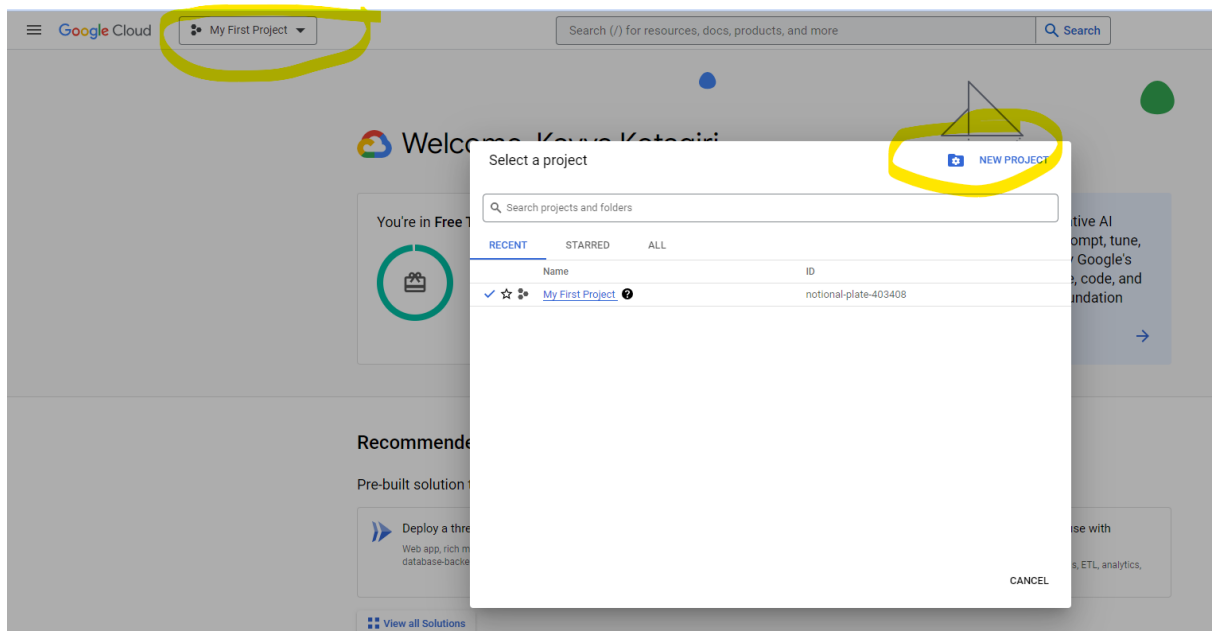 Google Cloud
My First Project
Search (/) for resources, docs, products, and more
Search
Select a project
NEW PROJECT
Search projects and folders
You're in Free
RECENT STARRED ALL
Name ID
My First Project notional-plate-403408
tive AI
ompt, tune,
Google's
code, and
undation
Recommende
Pre-built solution
Deploy a thre
Web app, rich m
database-backe
use with
s, ETL, analytics,
CANCEL
View all Solutions